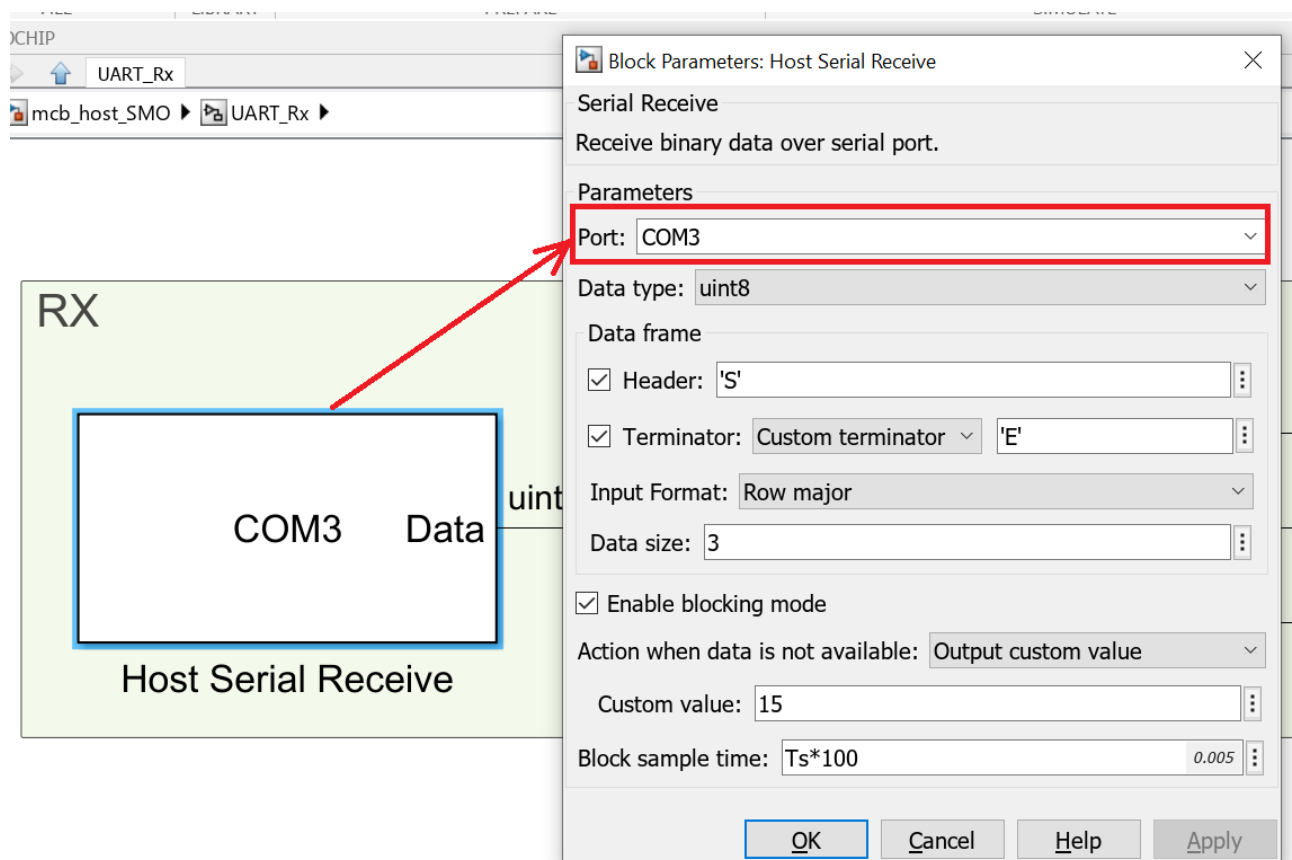 UART_Rx
mcb_host_SMO UART_Rx
RX
COM3 Data
uint
Host Serial Receive
Block Parameters: Host Serial Receive
Serial Receive
Receive binary data over serial port.
Parameters
Port: COM3
Data type: uint8
Data frame
Header: 'S'
Terminator: Custom terminator 'E'
Input Format: Row major
Data size: 3
Enable blocking mode
Action when data is not available: Output custom value
Custom value: 15
Block sample time: Ts*100 0.005
OK Cancel Help Apply